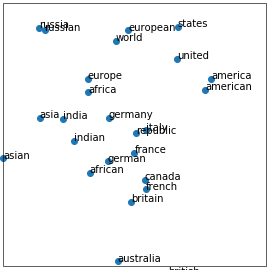 russia
russian
european
states
world
united
europe
america
africa
american
asia
india
germany
italy
republic
indian
france
asian
german
african
canada
french
britain
australia
british